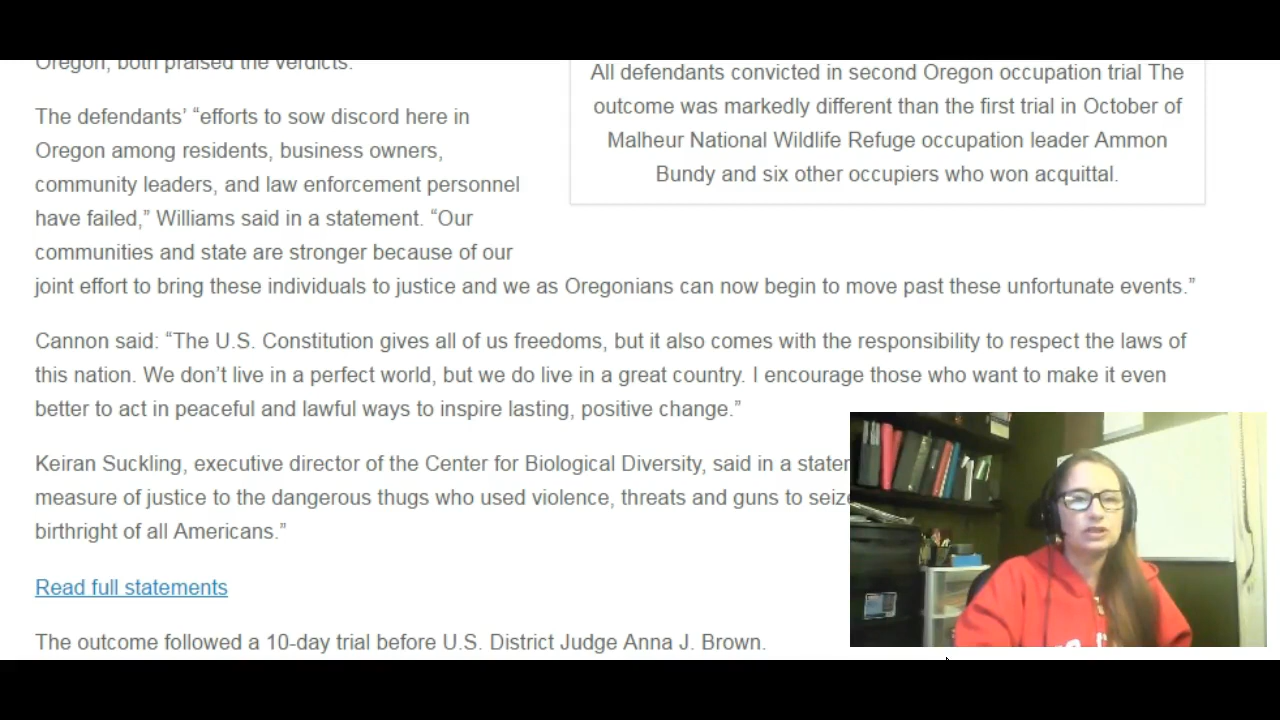 Oregon, both praised the verdicts.
The defendants’ “efforts to sow discord here in
Oregon among residents, business owners,
community leaders, and law enforcement personnel
have failed,” Williams said in a statement. “Our
communities and state are stronger because of our
joint effort to bring these individuals to justice and we as Oregonians can now begin to move past these unfortunate events.”
All defendants convicted in second Oregon occupation trial The
outcome was markedly different than the first trial in October of
Malheur National Wildlife Refuge occupation leader Ammon
Bundy and six other occupiers who won acquittal.
Cannon said: “The U.S. Constitution gives all of us freedoms, but it also comes with the responsibility to respect the laws of
this nation. We don’t live in a perfect world, but we do live in a great country. I encourage those who want to make it even
better to act in peaceful and lawful ways to inspire lasting, positive change.”
Keiran Suckling, executive director of the Center for Biological Diversity, said in a
measure of justice to the dangerous thugs who used violence, threats and guns to
birthright of all Americans.”
Read full statements
The outcome followed a 10-day trial before U.S. District Judge Anna J. Brown.